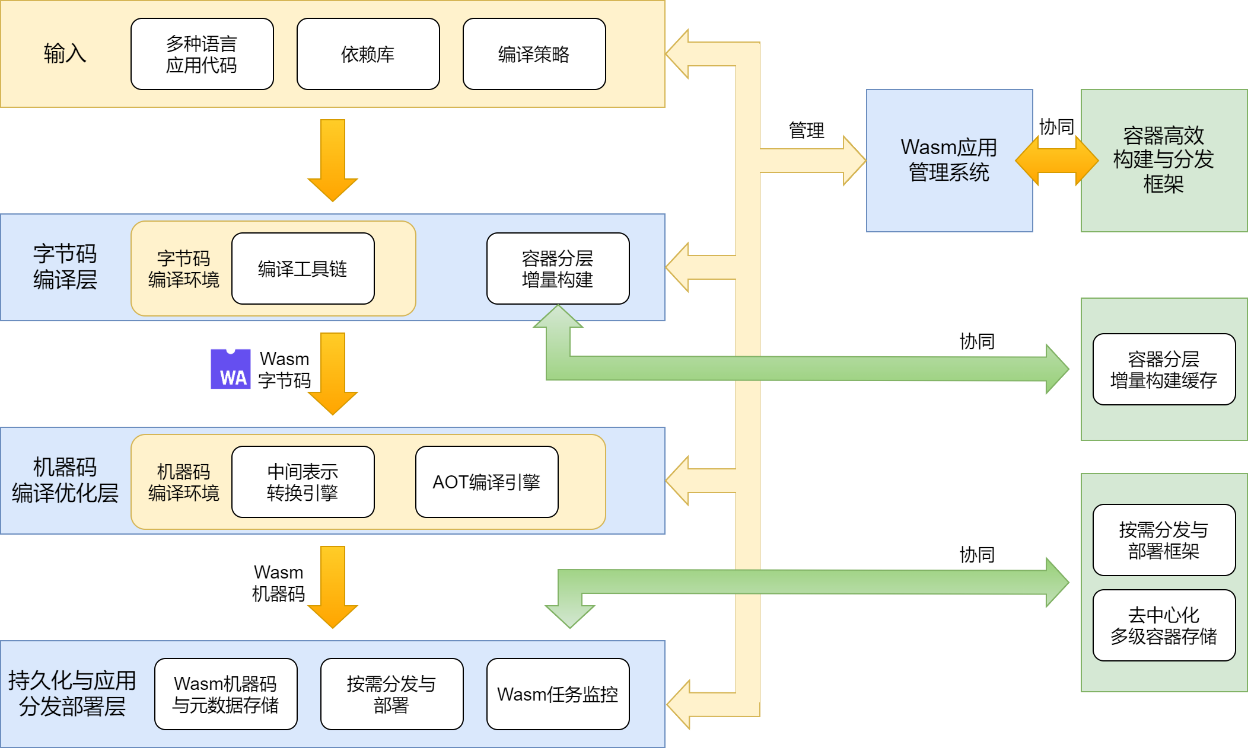 输入
多种语言
应用代码
依赖库
编译策略
管理
Wasm应用
管理系统
协同
容器高效
构建与分发
框架
字节码
编译层
字节码
编译环境
编译工具链
容器分层
增量构建
Wasm
字节码
WA
协同
容器分层
增量构建缓存
机器码
编译优化层
机器码
编译环境
中间表示
转换引擎
AOT编译引擎
Wasm
机器码
协同
按需分发与
部署框架
去中心化
多级容器存储
持久化与应用
分发部署层
Wasm机器码
与元数据存储
按需分发与
部署
Wasm任务监控